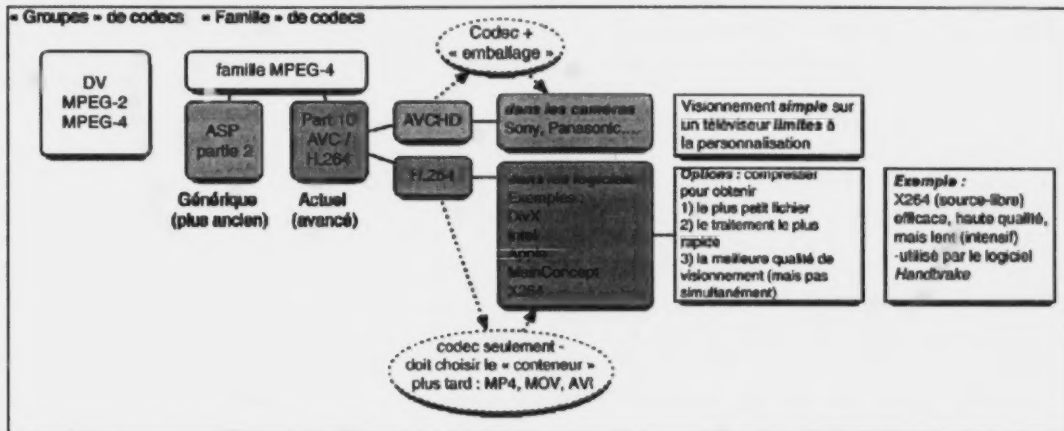 « Groupes » de codecs « Famille » de codecs
DV
MPEG-2
MPEG-4
famille MPEG-4
ASP
partie 2
Part 10
AVC /
H.264
Générique
(plus ancien)
Actuel
(avancé)
AVCHD
H.264
Codec +
« emballage »
dans les caméras
Sony, Panasonic....
dans les logiciels
Exemples :
DivX
Intel
Apple
MainConcept
X264
Visionnement simple sur
un téléviseur limites à
la personnalisation
Options : compresser
pour obtenir
1) le plus petit fichier
2) le traitement le plus
rapide
3) la meilleure qualité de
visionnement (mais pas
simultanément)
Exemple :
X264 (source-libre)
efficace, haute qualité,
mais lent (intensif)
-utilisé par le logiciel
Handbrake
codec seulement -
doit choisir le « conteneur »
plus tard : MP4, MOV, AVI